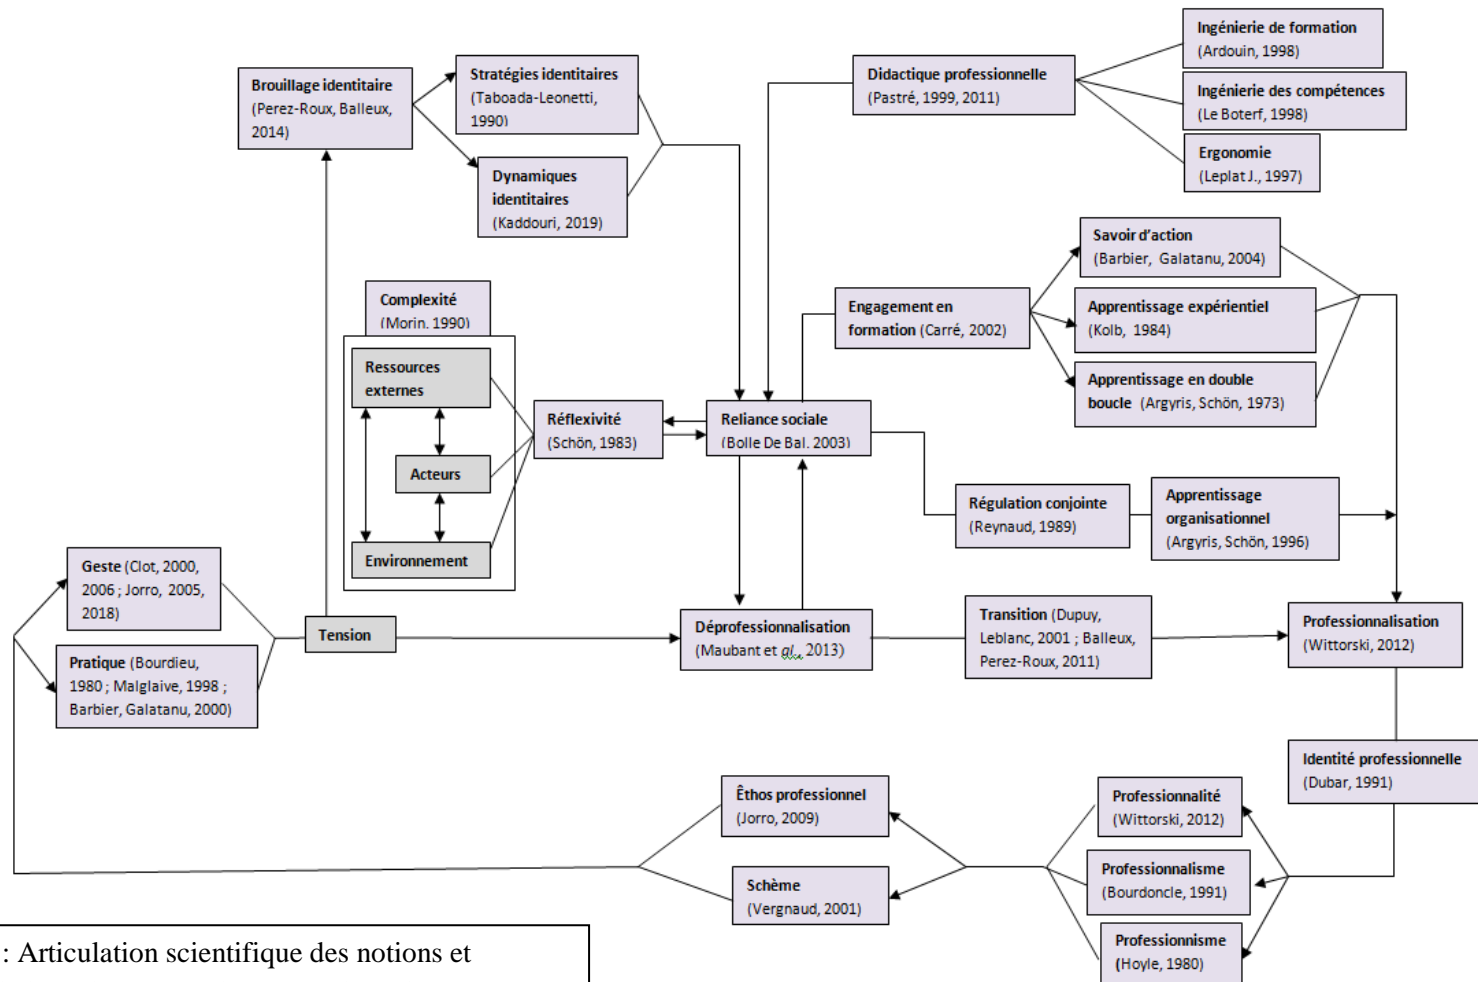 Brouillage identitaire
(Perez-Roux, Balleux,
2014)
Stratégies identitaires
(Taboada-Leonetti,
1990)
Dynamiques
identitaires
(Kaddouri, 2019)
Didactique professionnelle
(Pastré, 1999, 2011)
Ingénierie de formation
(Ardouin, 1998)
Ingénierie des compétences
(Le Boterf, 1998)
Ergonomie
(Leplat J., 1997)
Savoir d’action
(Barbier, Galatanu, 2004)
Engagement en
formation (Carré, 2002)
Apprentissage expérientiel
(Kolb, 1984)
Apprentissage en double
boucle (Argyris, Schön, 1973)
Complexité
(Morin, 1990)
Ressources
externes
Acteurs
Environnement
Réflexivité
(Schön, 1983)
Reliance sociale
(Bolle De Bal, 2003)
Régulation conjointe
(Reynaud, 1989)
Apprentissage
organisationnel
(Argyris, Schön, 1996)
Geste (Clot, 2000,
2006 ; Jorro, 2005,
2018)
Pratique (Bourdieu,
1980 ; Malglaive, 1998 ;
Barbier, Galatanu, 2000)
Tension
Déprofessionnalisation
(Maubant et al., 2013)
Transition (Dupuy,
Leblanc, 2001 ; Balleux,
Perez-Roux, 2011)
Professionnalisation
(Wittorski, 2012)
Identité professionnelle
(Dubar, 1991)
Êthos professionnel
(Jorro, 2009)
Schème
(Vergnaud, 2001)
Professionnalité
(Wittorski, 2012)
Professionnalisme
(Bourdoncle, 1991)
Professionnisme
(Hoyle, 1980)
: Articulation scientifique des notions et